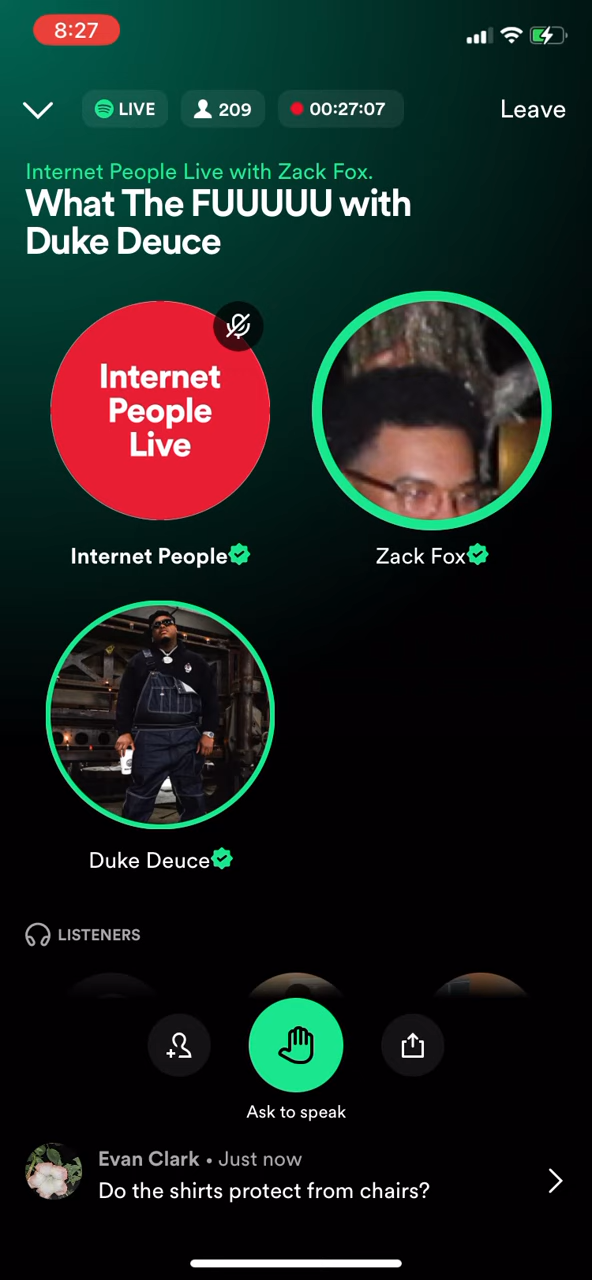 8:27
LIVE
209
00:27:07
Leave
Internet People Live with Zack Fox.
What The FUUUUU with
Duke Deuce
Internet
People
Live
Internet People
Zack Fox
Duke Deuce
LISTENERS
Ask to speak
Evan Clark • Just now
Do the shirts protect from chairs?